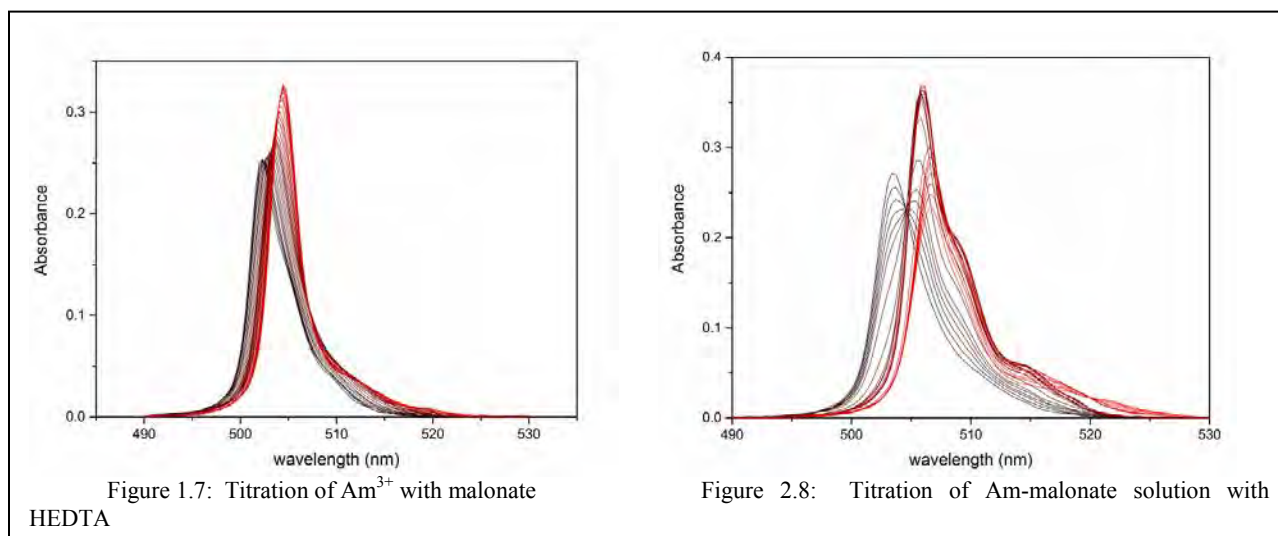 0.3
0.2
0.1
0.0
Absorbance
490 500 510 520 530
wavelength (nm)
Figure 1.7: Titration of Am³⁺ with malonate
0.4
0.3
0.2
0.1
0.0
Absorbance
490 500 510 520 530
wavelength (nm)
Figure 2.8: Titration of Am-malonate solution with
HEDTA